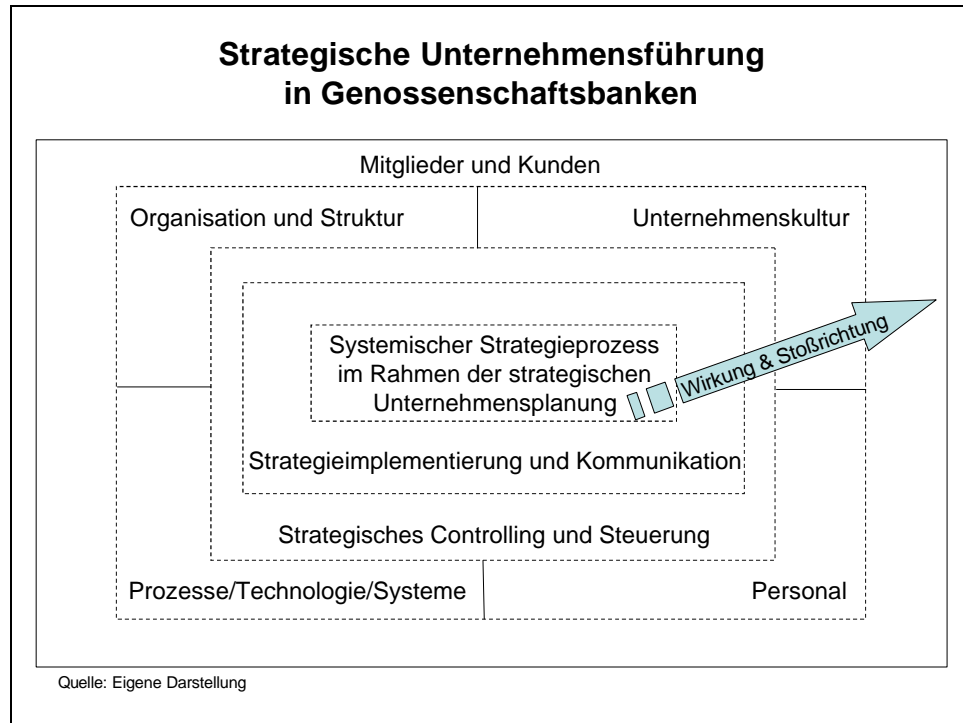 Strategische Unternehmensführung
in Genossenschaftsbanken
Mitglieder und Kunden
Organisation und Struktur
Unternehmenskultur
Systemischer Strategieprozess
im Rahmen der strategischen
Unternehmensplanung
Wirkung & Stoßrichtung
Strategieimplementierung und Kommunikation
Strategisches Controlling und Steuerung
Prozesse/Technologie/Systeme
Personal
Quelle: Eigene Darstellung